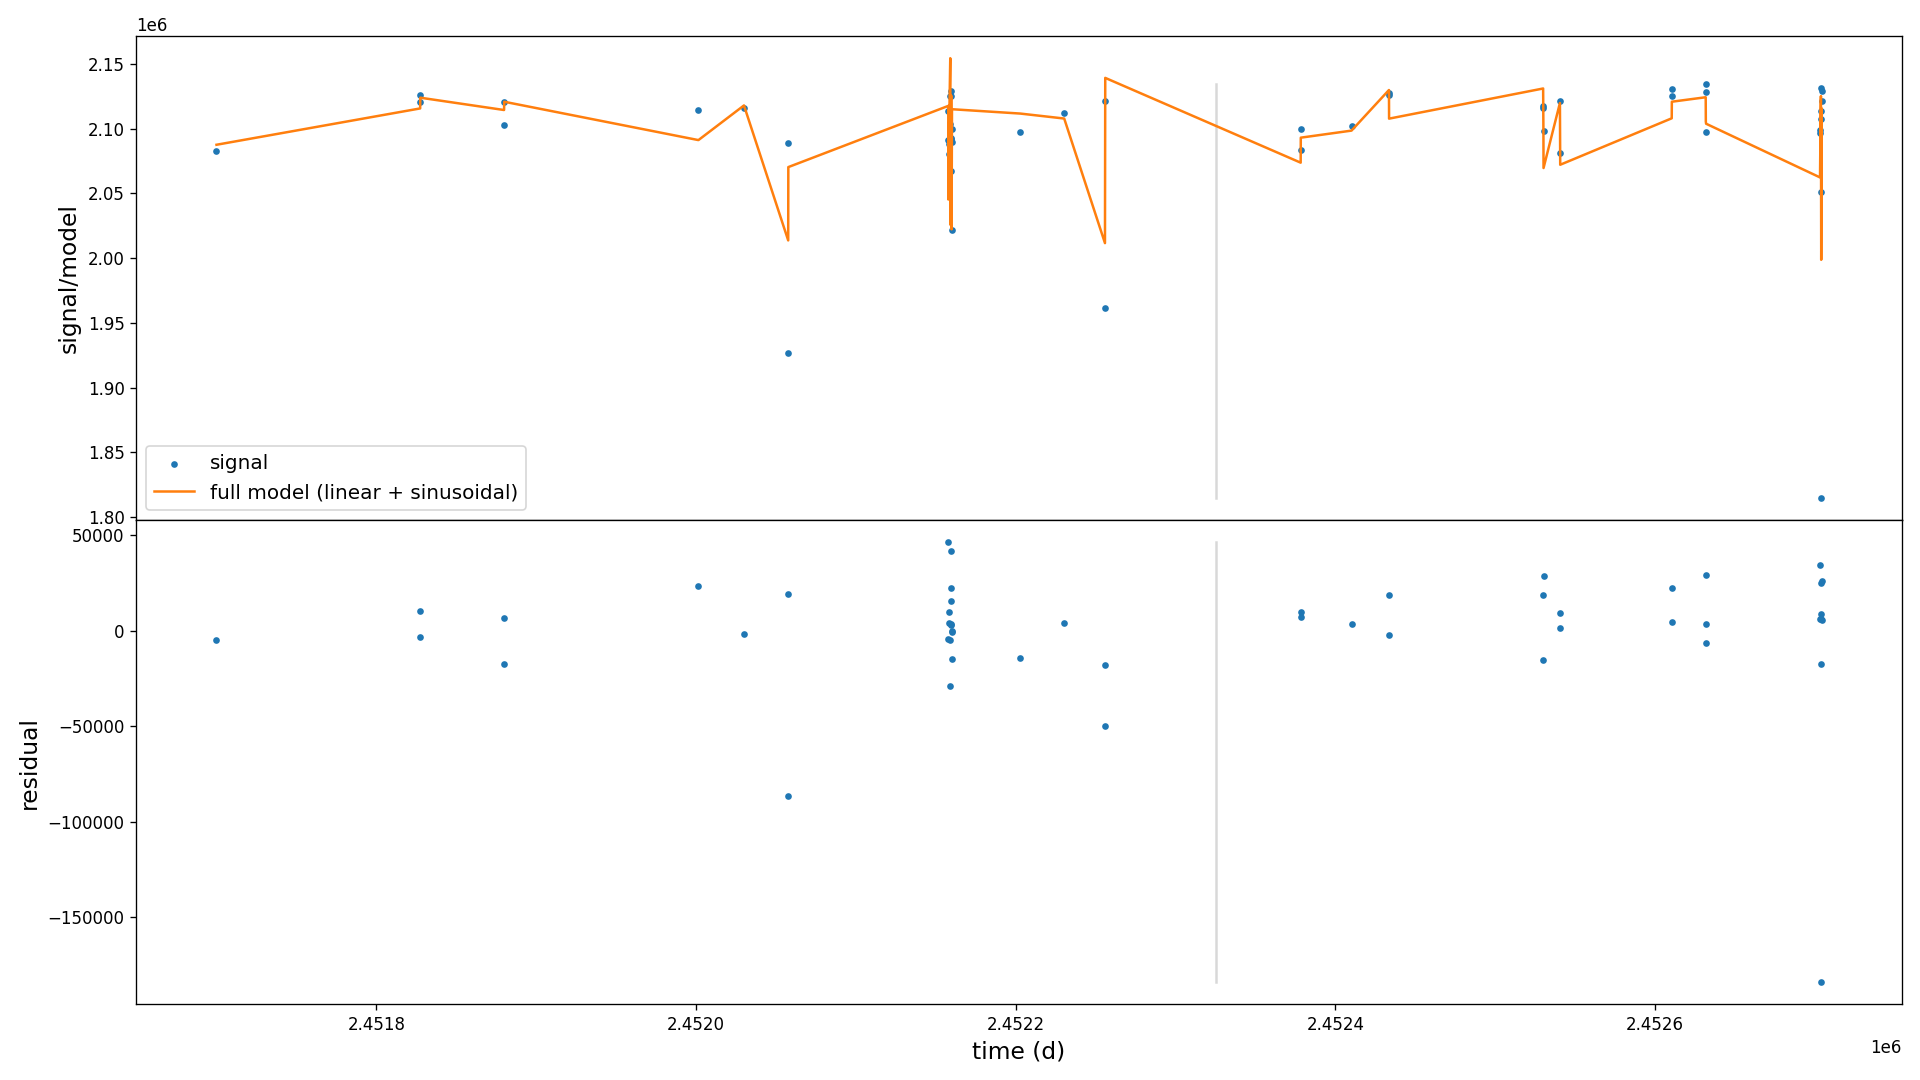 1e6
2.15
2.10
2.05
2.00
1.95
1.90
1.85
1.80
signal/model
signal
full model (linear + sinusoidal)
50000
0
−50000
−100000
−150000
residual
2.4518
2.4520
2.4522
2.4524
2.4526
1e6
time (d)